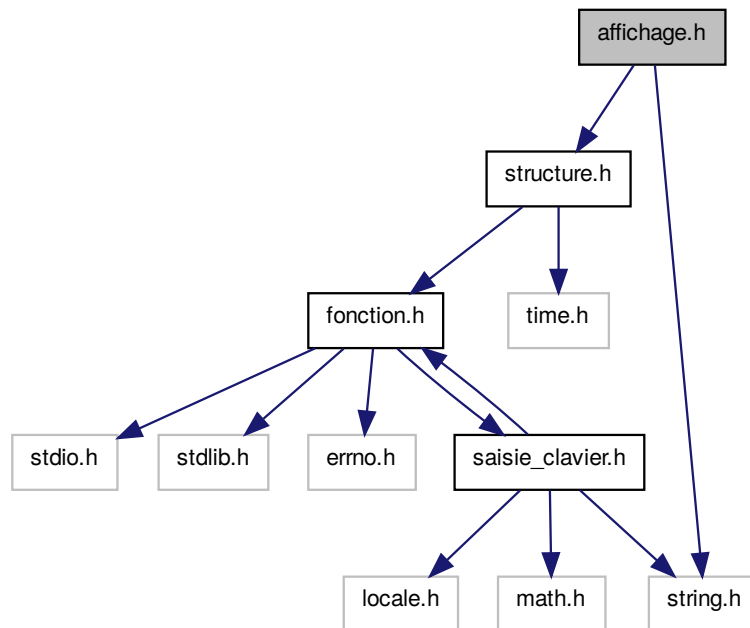 affichage.h
structure.h
fonction.h
time.h
stdio.h
stdlib.h
errno.h
saisie_clavier.h
locale.h
math.h
string.h